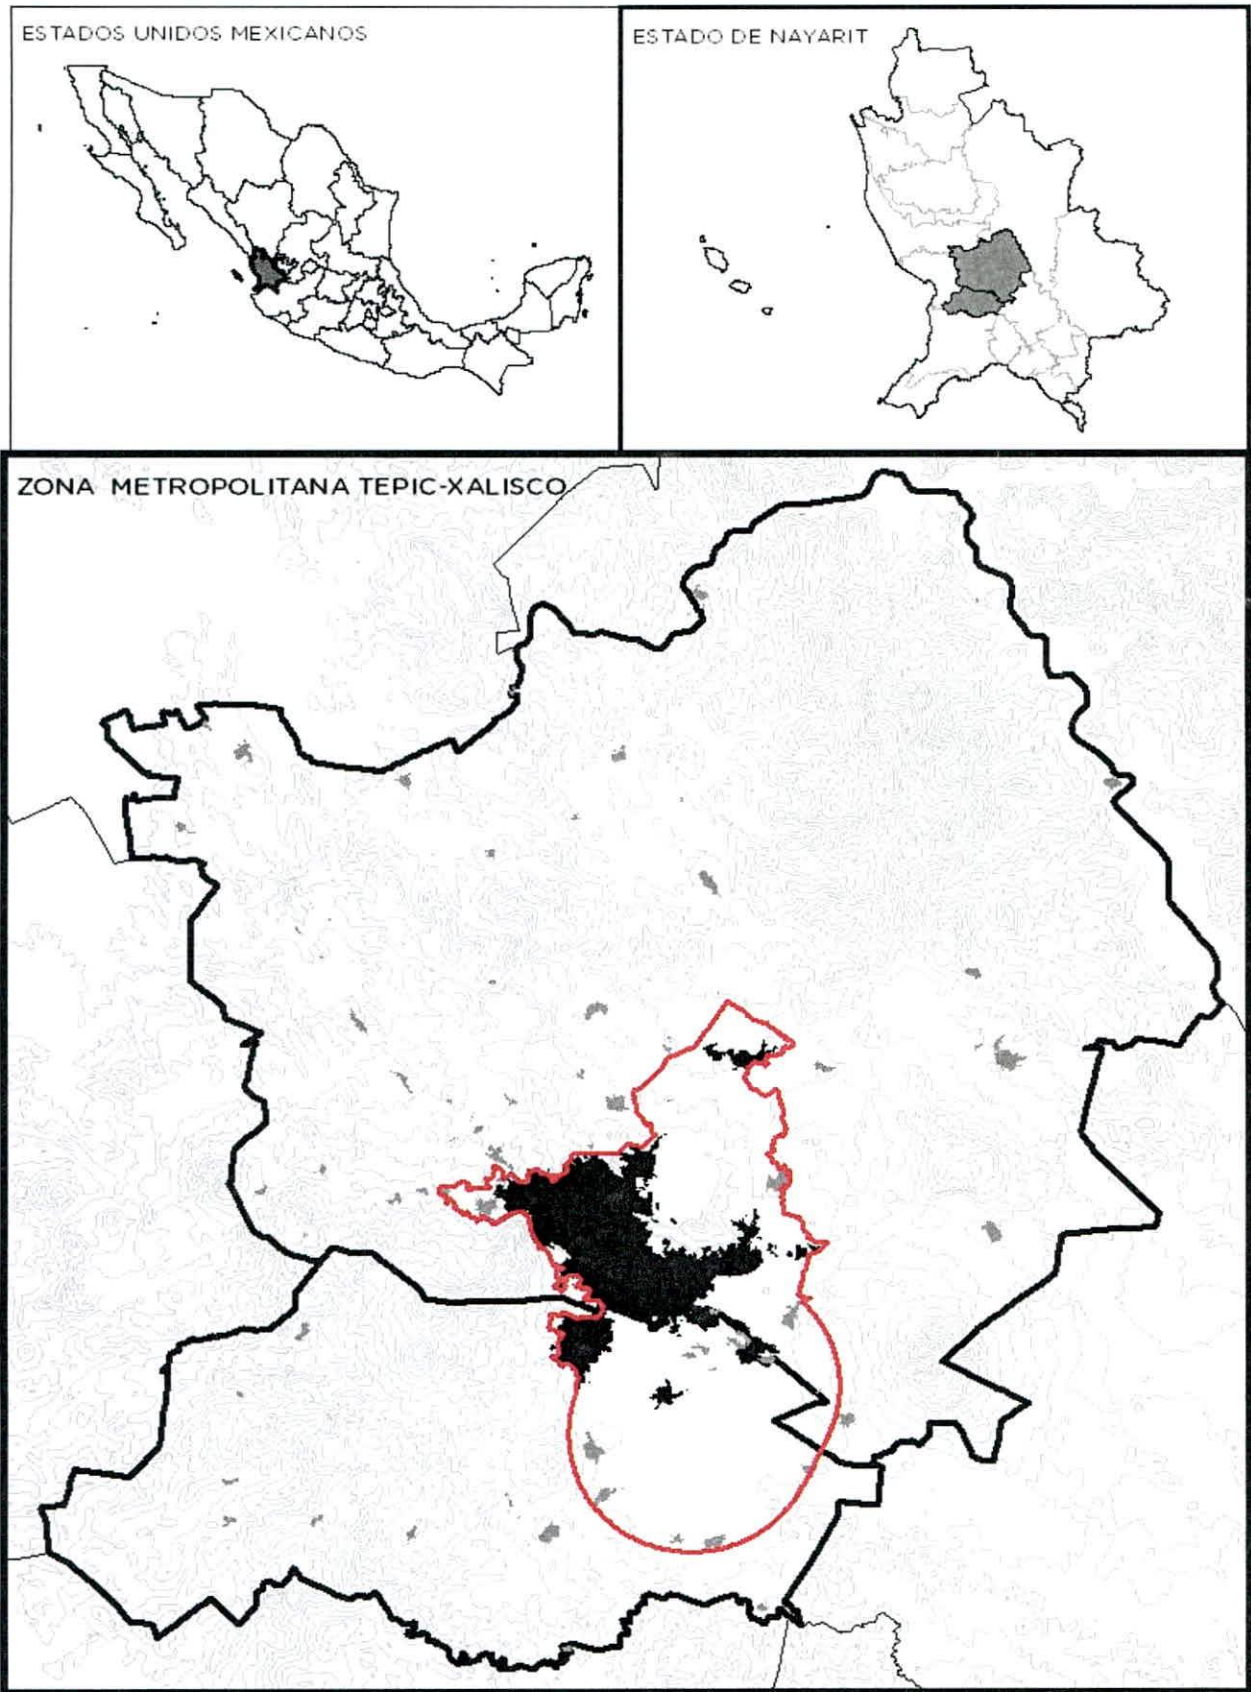 ESTADOS UNIDOS MEXICANOS
ESTADO DE NAYARIT
ZONA METROPOLITANA TEPIC-XALISCO